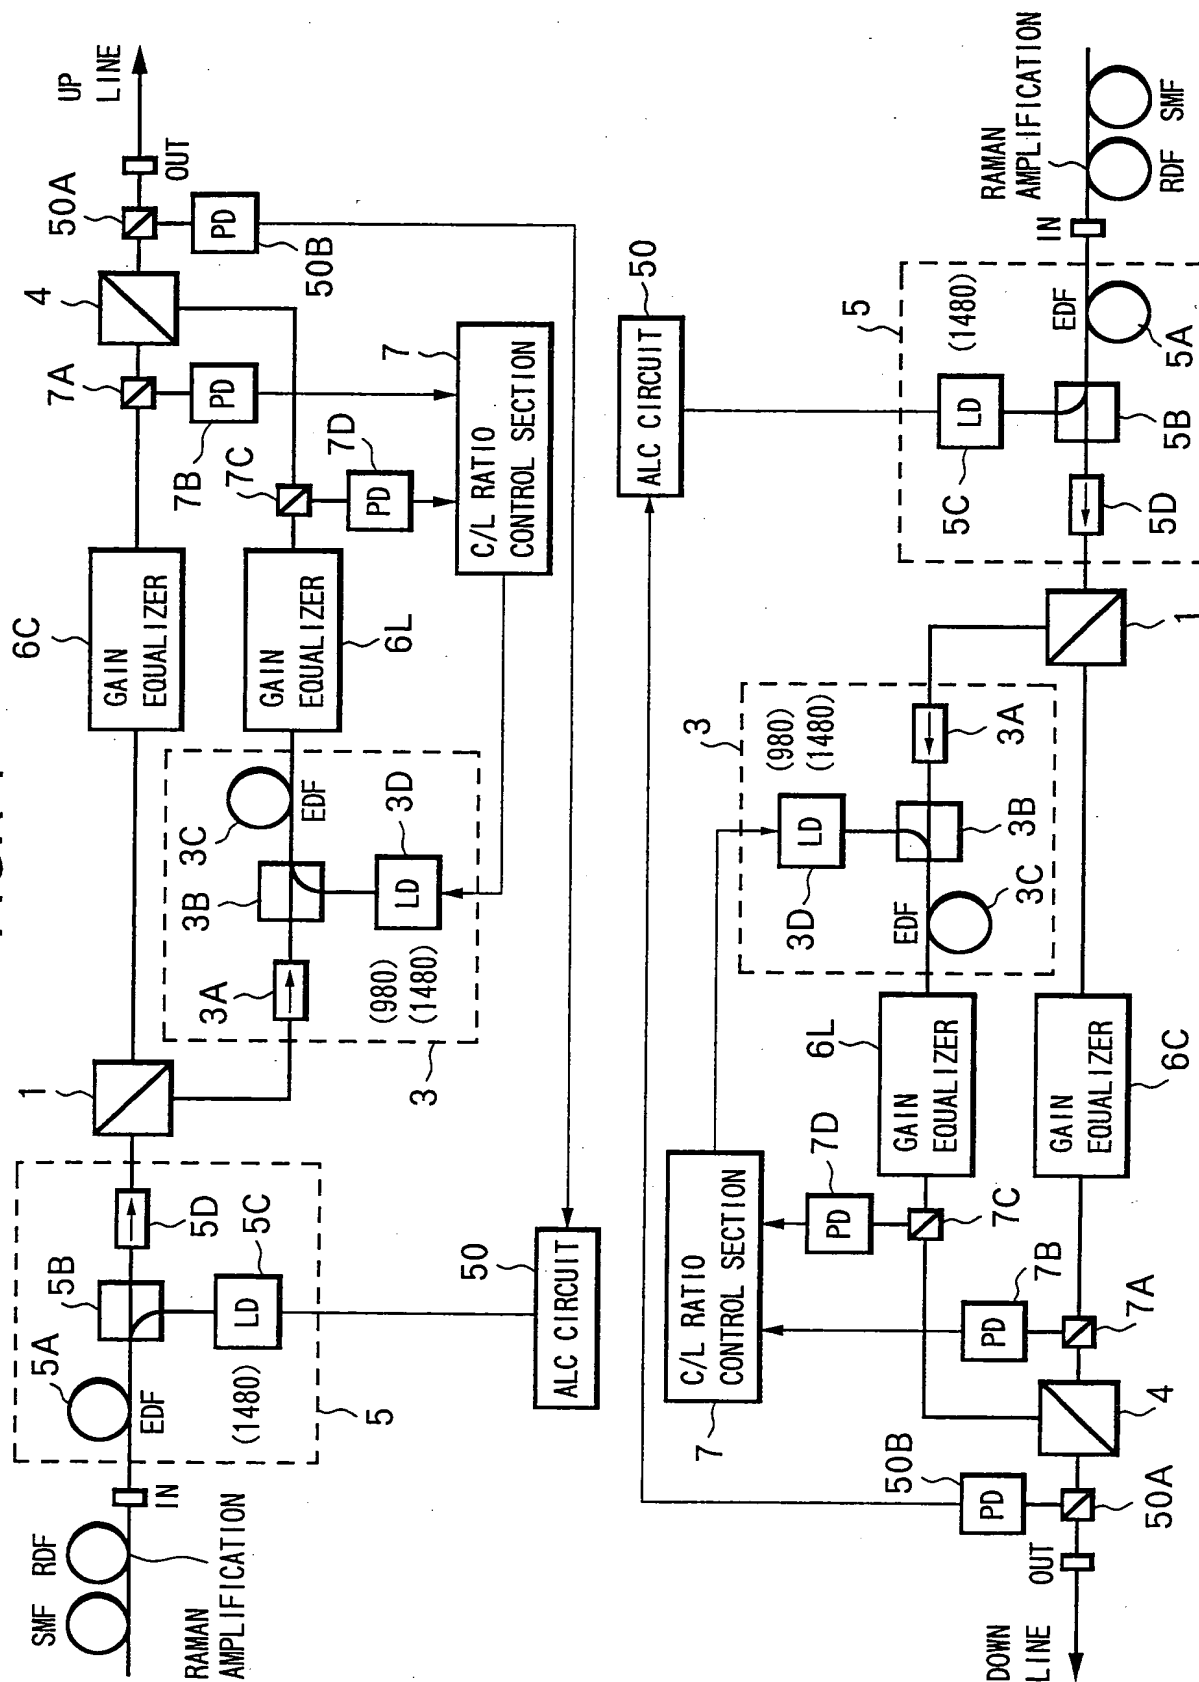 UP
LINE
OUT
50A
PD
50B
4
7A
PD
7B
7C
7D
PD
7
C/L RATIO
CONTROL SECTION
6C
GAIN
EQUALIZER
GAIN
EQUALIZER
6L
3C
EDF
3B
3D
LD
3A
(980)
(1480)
3
1
5D
5B
5C
LD
5A
EDF
(1480)
5
50
ALC CIRCUIT
IN
RDF
SMF
RAMAN
AMPLIFICATION
RAMAN
AMPLIFICATION
SMF
RDF
IN
50
ALC CIRCUIT
5
(1480)
EDF
5A
LD
5C
5B
5D
1
3
(980)
(1480)
3A
LD
3D
3B
3C
EDF
6L
GAIN
EQUALIZER
GAIN
EQUALIZER
6C
7D
PD
7C
C/L RATIO
CONTROL SECTION
7
7B
PD
7A
4
50B
PD
50A
OUT
DOWN
LINE